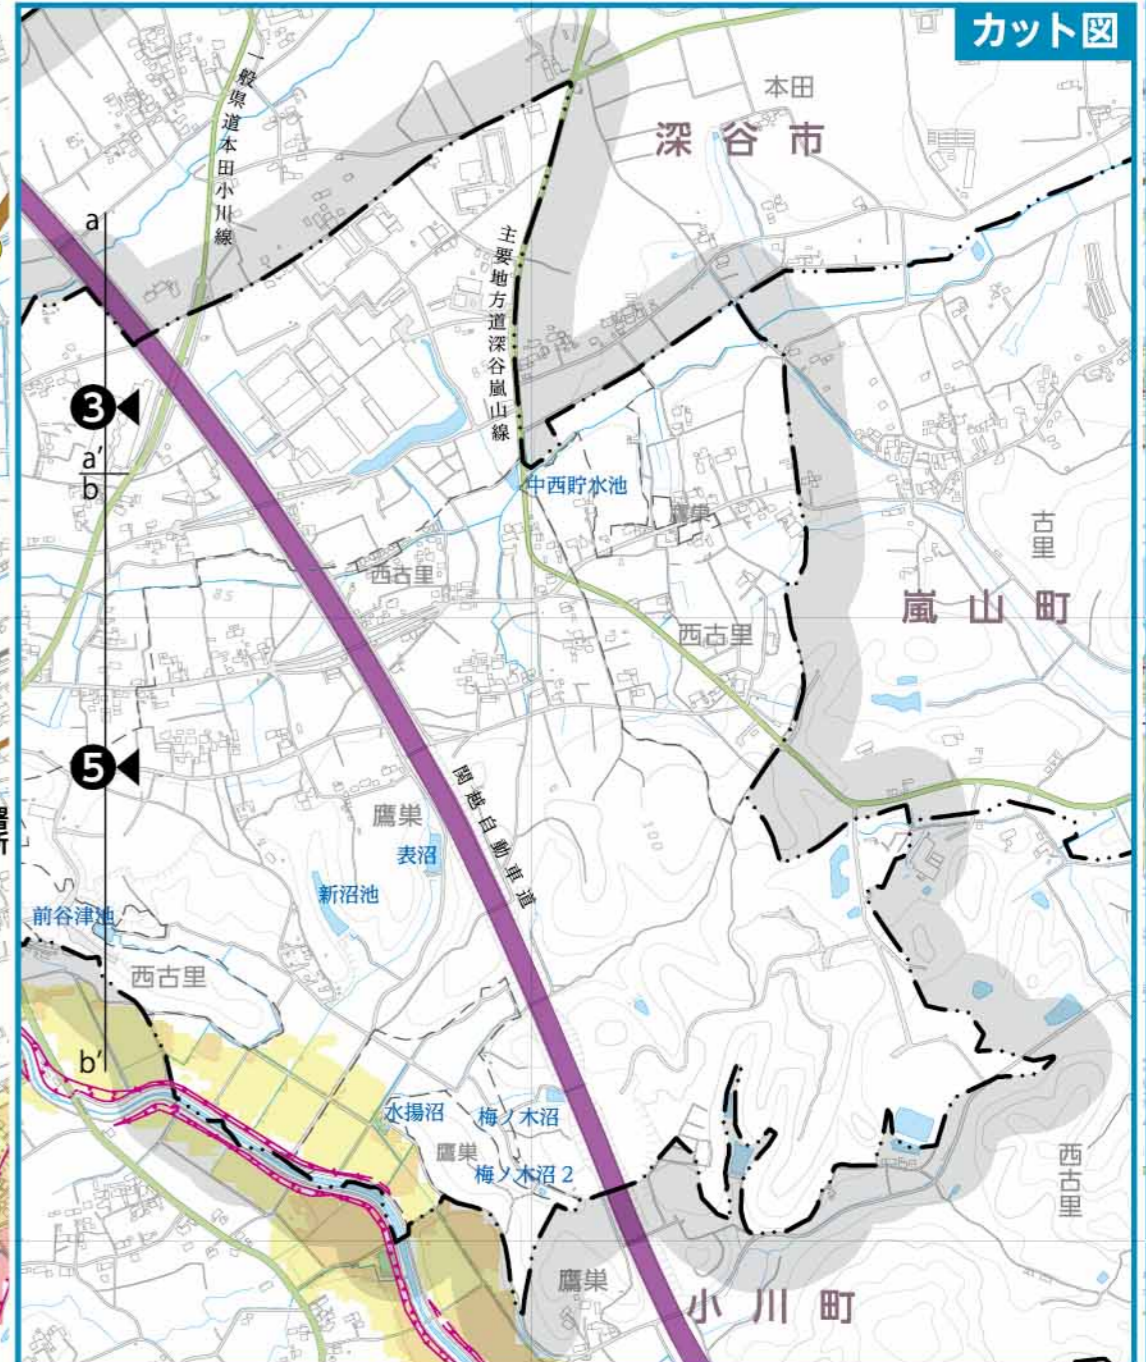 カット図
本田
深谷市
一般県道本田小川線
a
主要地方道深谷嵐山線
3
a′
b
中西貯水池
鷹巣
古里
西古里
85
嵐山町
西古里
5
関越自動車道
鷹巣
100
表沼
新沼池
前谷津池
西古里
b′
水揚沼
梅ノ木沼
鷹巣
梅ノ木沼2
西古里
鷹巣
小川町